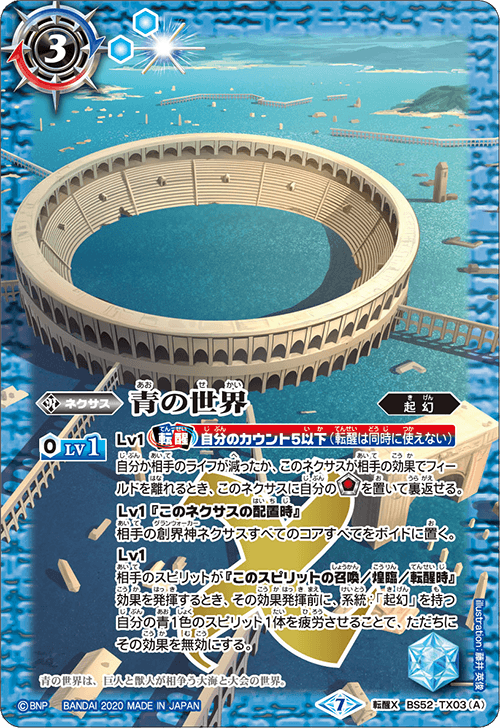 3
ネクサス
青の世界
起幻
0 LV1
Lv1 転醒 自分のカウント5以下(転醒は同時に使えない)
自分か相手のライフが減ったか、このネクサスが相手の効果でフィー
ルドを離れるとき、このネクサスに自分の を置いて裏返せる。
Lv1『このネクサスの配置時』
相手の創界神ネクサスすべてのコアすべてをボイドに置く。
Lv1
相手のスピリットが『このスピリットの召喚/煌臨/転醒時』
効果を発揮するとき、その効果発揮前に、系統:「起幻」を持つ
自分の青1色のスピリット1体を疲労させることで、ただちに
その効果を無効にする。
青の世界は、巨人と獣人が相争う大海と大会の世界。
illustration:藤井英俊
©BNP BANDAI 2020 MADE IN JAPAN
7
転醒X BS52-TX03(A)